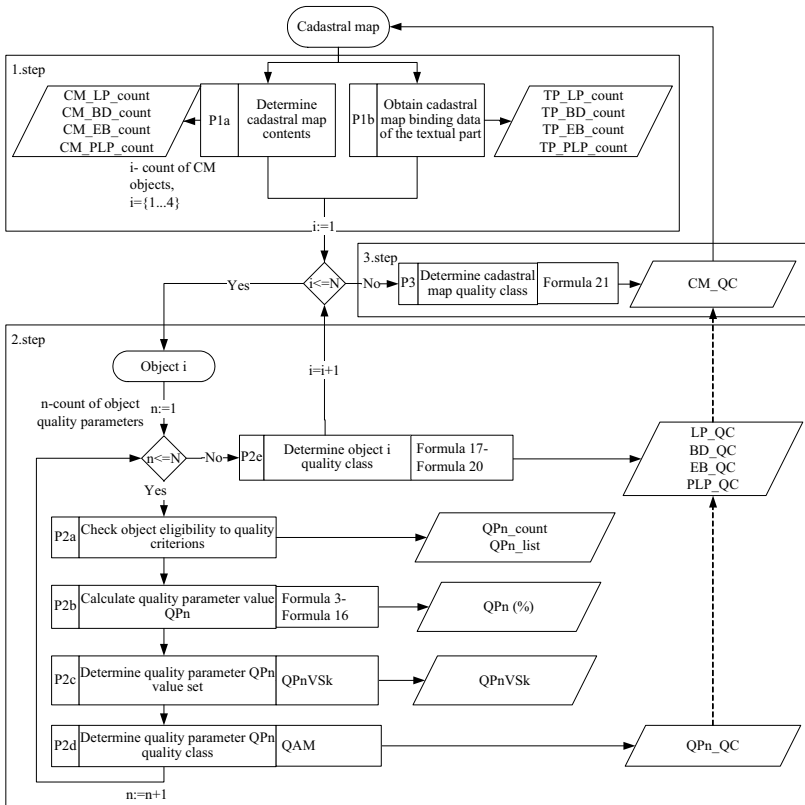 Cadastral map
1.step
CM_LP_count
CM_BD_count
CM_EB_count
CM_PLP_count
P1a
Determine
cadastral map
contents
P1b
Obtain cadastral
map binding data
of the textual part
TP_LP_count
TP_BD_count
TP_EB_count
TP_PLP_count
i- count of CM
objects,
i={1...4}
i:=1
3.step
Yes
i<=N
No
P3
Determine cadastral
map quality class
Formula 21
CM_QC
2.step
Object i
i=i+1
n-count of object
quality parameters
n:=1
n<=N
No
P2e
Determine object i
quality class
Formula 17-
Formula 20
LP_QC
BD_QC
EB_QC
PLP_QC
Yes
P2a
Check object eligibility to quality
criterions
QPn_count
QPn_list
P2b
Calculate quality parameter value
QPn
Formula 3-
Formula 16
QPn (%)
P2c
Determine quality parameter QPn
value set
QPnVSk
QPnVSk
P2d
Determine quality parameter QPn
quality class
QAM
QPn_QC
n:=n+1